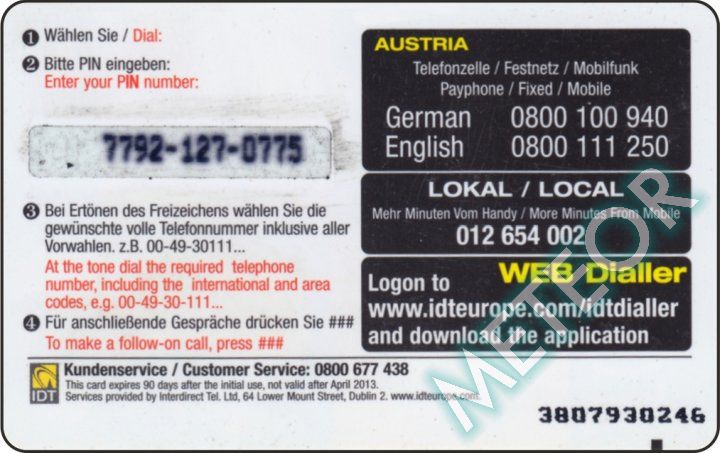 1 Wählen Sie / Dial:
2 Bitte PIN eingeben:
Enter your PIN number:
7792-127-0775
3 Bei Ertönen des Freizeichens wählen Sie die
gewünschte volle Telefonnummer inklusive aller
Vorwahlen. z.B. 00-49-30111...
At the tone dial the required telephone
number, including the international and area
codes, e.g. 00-49-30-111...
4 Für anschließende Gespräche drücken Sie ###
To make a follow-on call, press ###
AUSTRIA
Telefonzelle / Festnetz / Mobilfunk
Payphone / Fixed / Mobile
German 0800 100 940
English 0800 111 250
LOKAL / LOCAL
Mehr Minuten Vom Handy / More Minutes From Mobile
012 654 002
WEB Dialler
Logon to
www.idteurope.com/idtdialler
and download the application
IDT
Kundenservice / Customer Service: 0800 677 438
This card expires 90 days after the initial use, not valid after April 2013.
Services provided by Interdirect Tel. Ltd, 64 Lower Mount Street, Dublin 2. www.idteurope.com
3807930246
METEOR